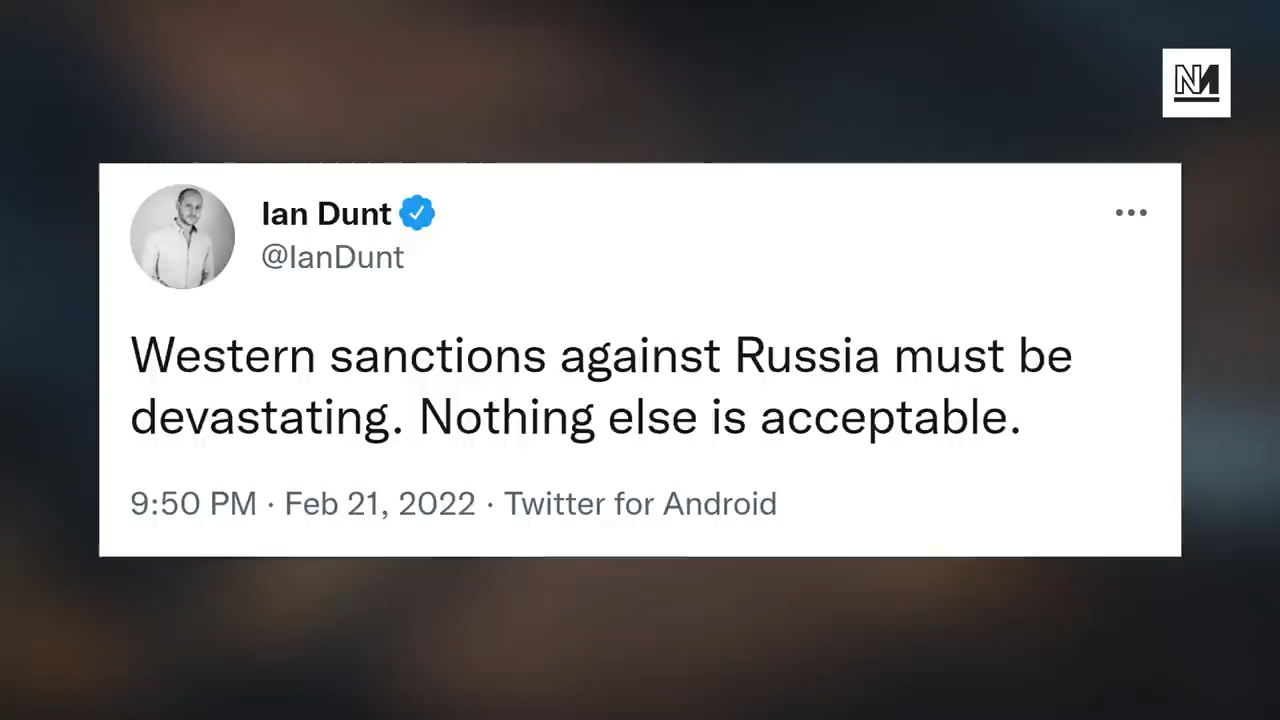 NM
Ian Dunt
@IanDunt
Western sanctions against Russia must be
devastating. Nothing else is acceptable.
9:50 PM · Feb 21, 2022 · Twitter for Android